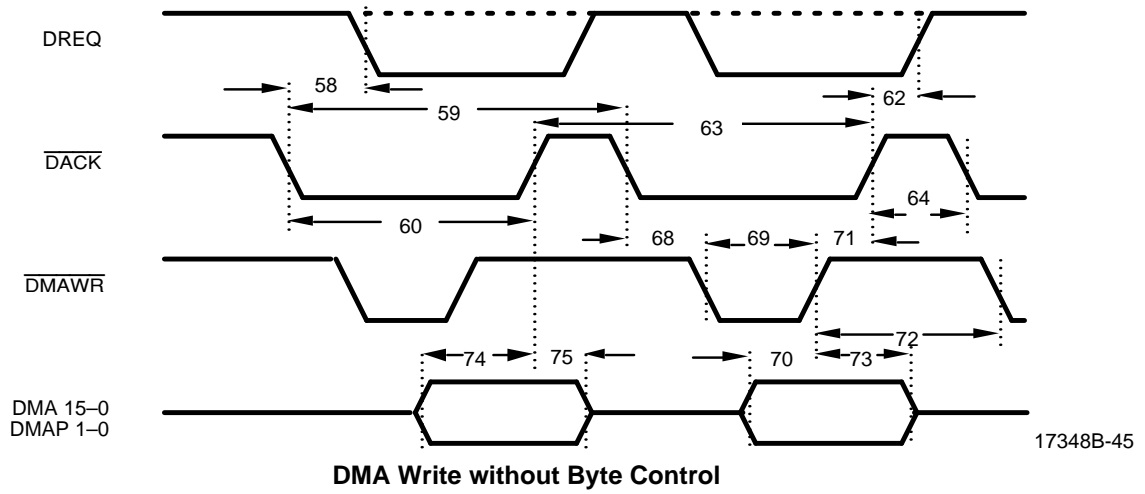 DREQ
58
59
62
63
DACK
64
60
68
69
71
DMAWR
72
74
75
70
73
DMA 15–0
DMAP 1–0
17348B-45
DMA Write without Byte Control